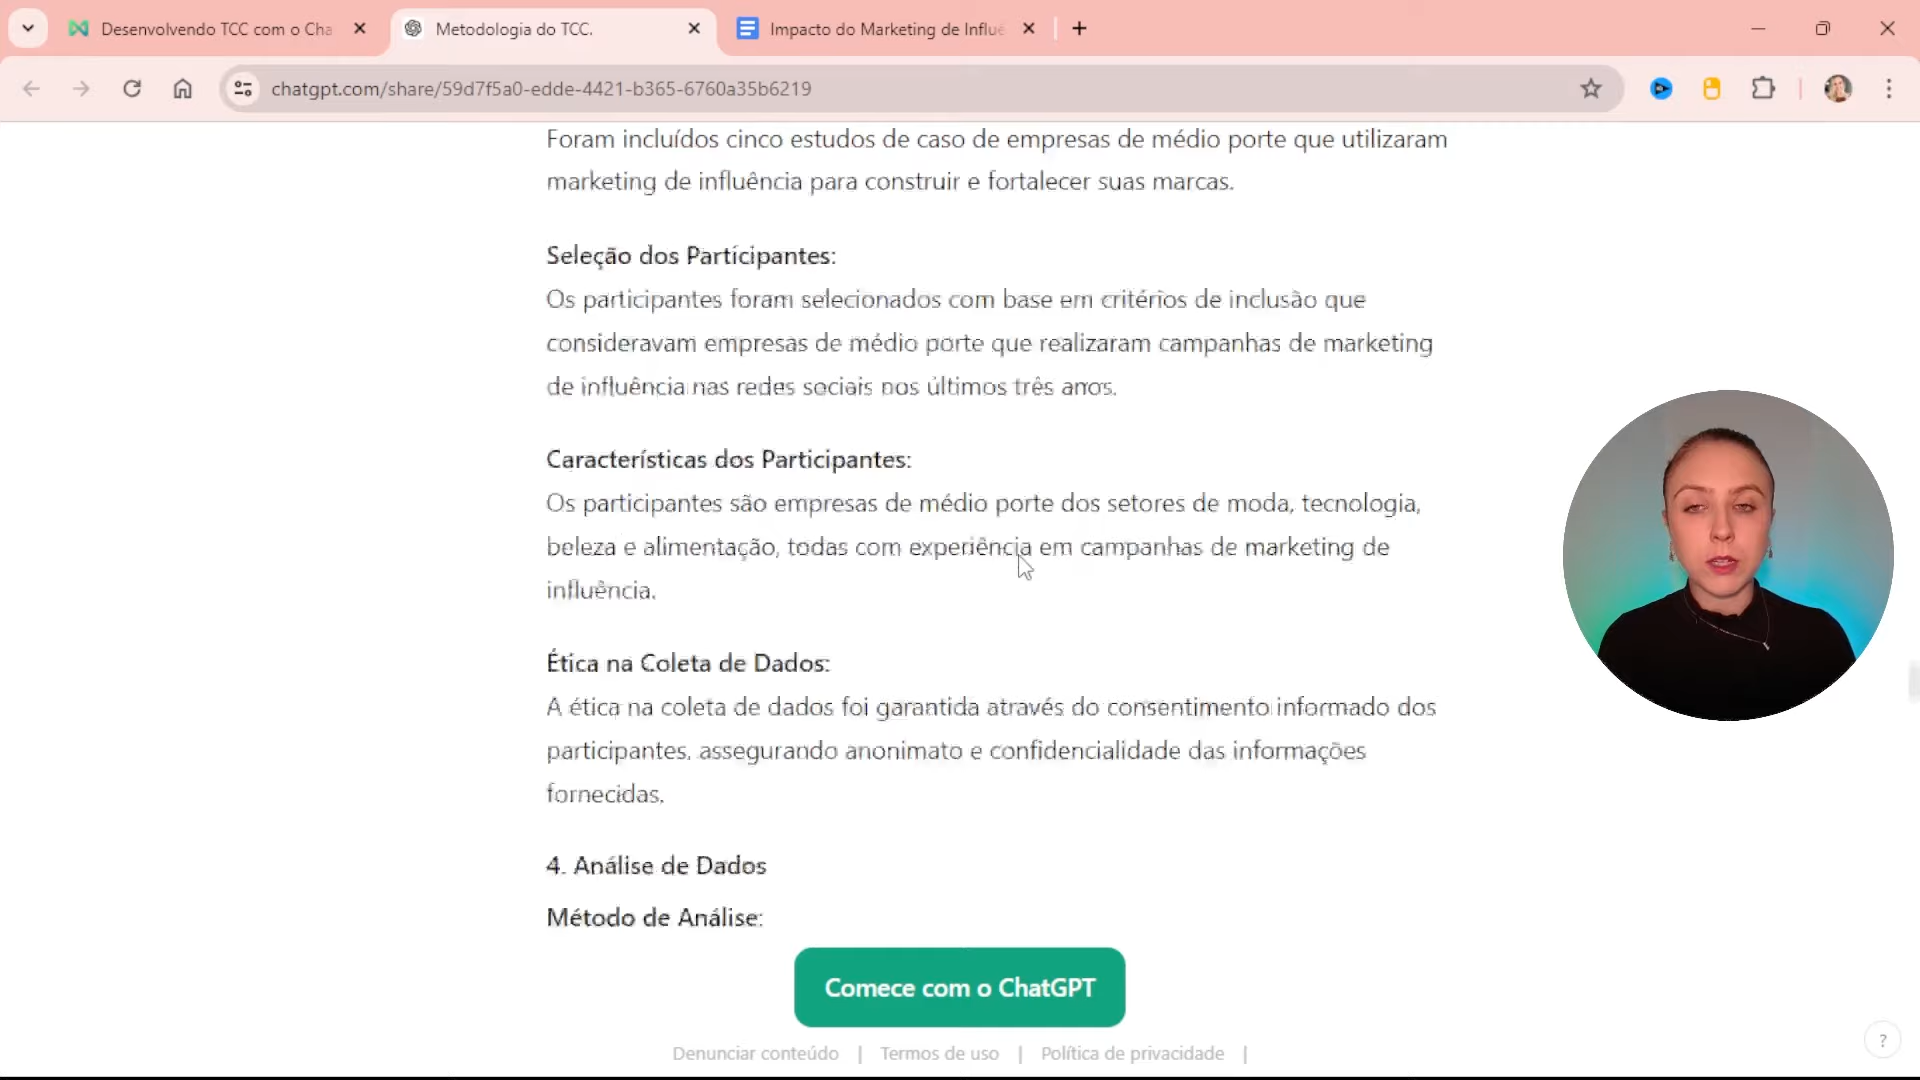 Desenvolvendo TCC com o Cha
Metodologia do TCC.
Impacto do Marketing de Influê
chatgpt.com/share/59d7f5a0-edde-4421-b365-6760a35b6219
Foram incluídos cinco estudos de caso de empresas de médio porte que utilizaram
marketing de influência para construir e fortalecer suas marcas.
Seleção dos Participantes:
Os participantes foram selecionados com base em critérios de inclusão que
consideravam empresas de médio porte que realizaram campanhas de marketing
de influência nas redes sociais nos últimos três anos.
Características dos Participantes:
Os participantes são empresas de médio porte dos setores de moda, tecnologia,
beleza e alimentação, todas com experiência em campanhas de marketing de
influência.
Ética na Coleta de Dados:
A ética na coleta de dados foi garantida através do consentimento informado dos
participantes, assegurando anonimato e confidencialidade das informações
fornecidas.
4. Análise de Dados
Método de Análise:
Comece com o ChatGPT
Denunciar conteúdo | Termos de uso | Política de privacidade |
?